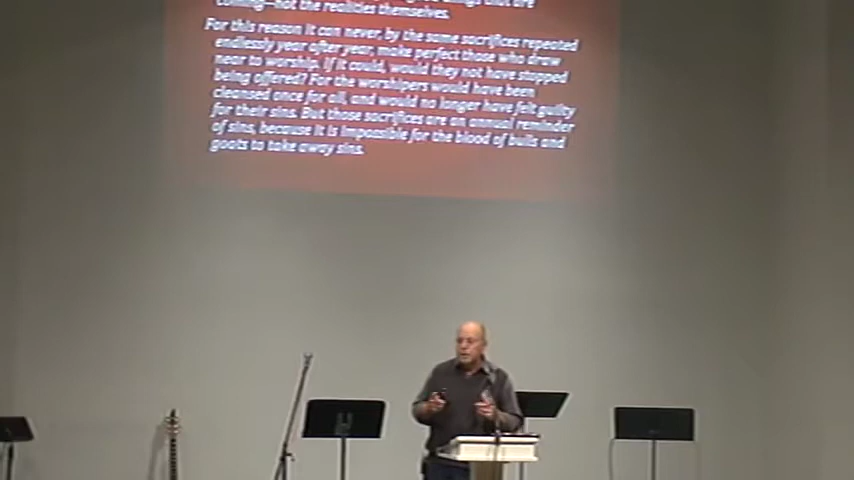 coming—not the realities themselves.
For this reason it can never, by the same sacrifices repeated
endlessly year after year, make perfect those who draw
near to worship. If it could, would they not have stopped
being offered? For the worshipers would have been
cleansed once for all, and would no longer have felt guilty
for their sins. But those sacrifices are an annual reminder
of sins, because it is impossible for the blood of bulls and
goats to take away sins.